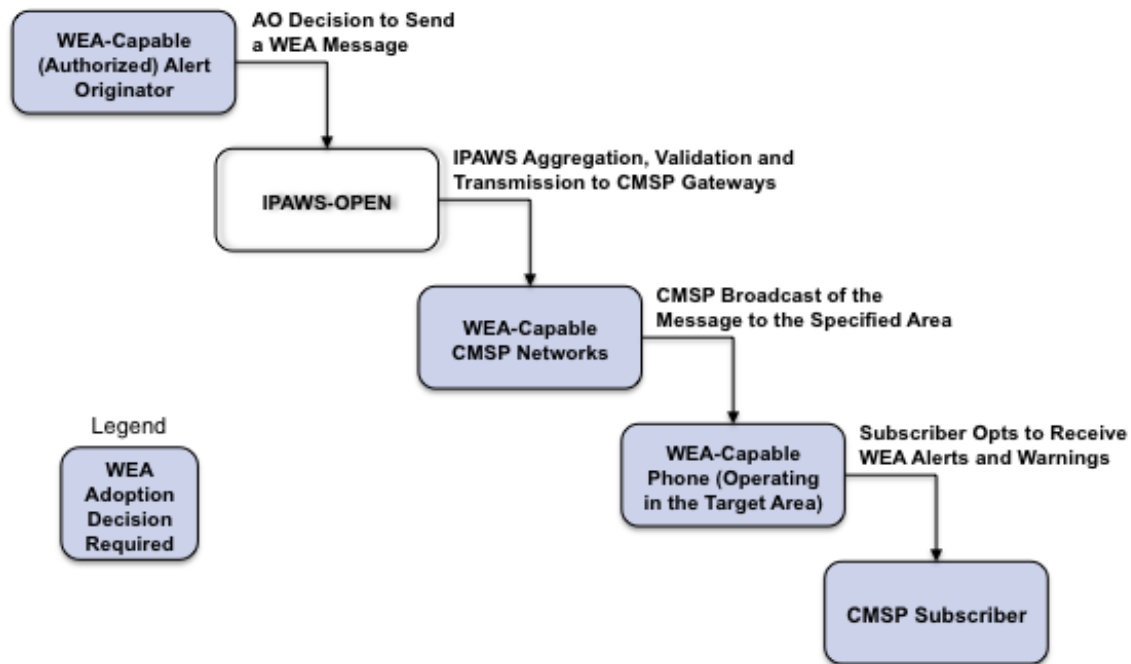 AO Decision to Send
a WEA Message
WEA-Capable
(Authorized) Alert
Originator
IPAWS Aggregation, Validation and
Transmission to CMSP Gateways
IPAWS-OPEN
CMSP Broadcast of the
Message to the Specified Area
WEA-Capable
CMSP Networks
Subscriber Opts to Receive
WEA Alerts and Warnings
WEA-Capable
Phone (Operating
in the Target Area)
CMSP Subscriber
Legend
WEA
Adoption
Decision
Required